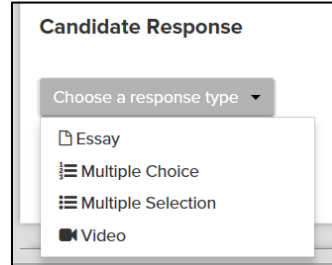 Candidate Response
Choose a response type
Essay
Multiple Choice
Multiple Selection
Video